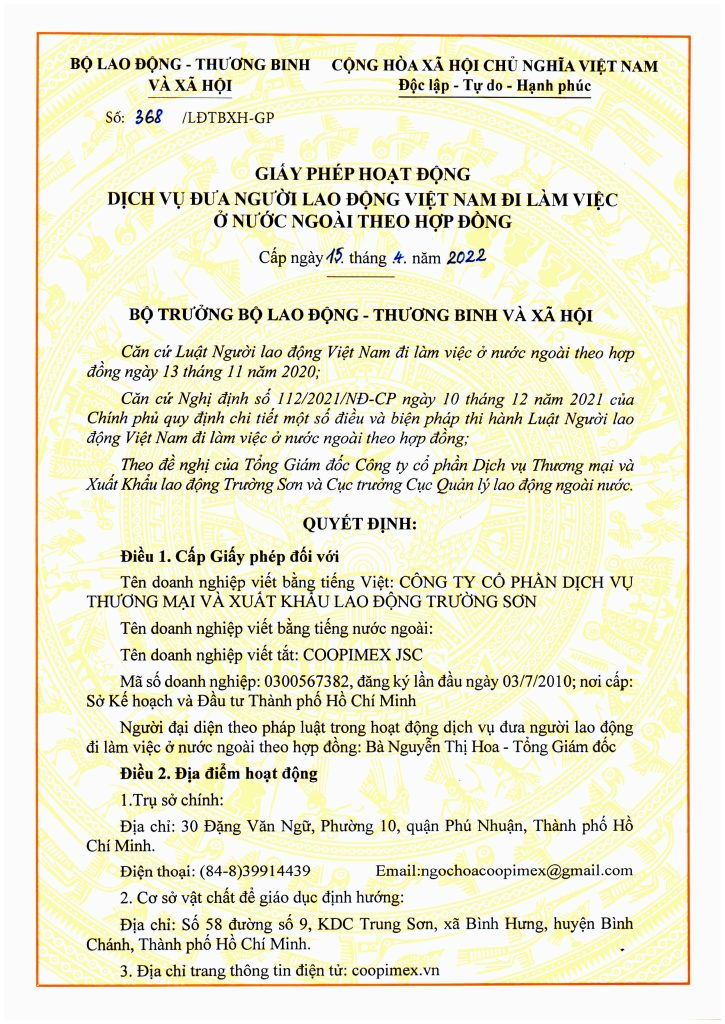 BỘ LAO ĐỘNG - THƯƠNG BINH
VÀ XÃ HỘI
CỘNG HÒA XÃ HỘI CHỦ NGHĨA VIỆT NAM
Độc lập - Tự do - Hạnh phúc
Số: 368 /LĐTBXH-GP
GIẤY PHÉP HOẠT ĐỘNG
DỊCH VỤ ĐƯA NGƯỜI LAO ĐỘNG VIỆT NAM ĐI LÀM VIỆC
Ở NƯỚC NGOÀI THEO HỢP ĐỒNG
Cấp ngày 15. tháng .4. năm 2022
BỘ TRƯỞNG BỘ LAO ĐỘNG - THƯƠNG BINH VÀ XÃ HỘI
Căn cứ Luật Người lao động Việt Nam đi làm việc ở nước ngoài theo hợp
đồng ngày 13 tháng 11 năm 2020;
Căn cứ Nghị định số 112/2021/NĐ-CP ngày 10 tháng 12 năm 2021 của
Chính phủ quy định chi tiết một số điều và biện pháp thi hành Luật Người lao
động Việt Nam đi làm việc ở nước ngoài theo hợp đồng;
Theo đề nghị của Tổng Giám đốc Công ty cổ phần Dịch vụ Thương mại và
Xuất Khẩu lao động Trường Sơn và Cục trưởng Cục Quản lý lao động ngoài nước.
QUYẾT ĐỊNH:
Điều 1. Cấp Giấy phép đối với
Tên doanh nghiệp viết bằng tiếng Việt: CÔNG TY CỔ PHẦN DỊCH VỤ
THƯƠNG MẠI VÀ XUẤT KHẨU LAO ĐỘNG TRƯỜNG SƠN
Tên doanh nghiệp viết bằng tiếng nước ngoài:
Tên doanh nghiệp viết tắt: COOPIMEX JSC
Mã số doanh nghiệp: 0300567382, đăng ký lần đầu ngày 03/7/2010; nơi cấp:
Sở Kế hoạch và Đầu tư Thành phố Hồ Chí Minh
Người đại diện theo pháp luật trong hoạt động dịch vụ đưa người lao động
đi làm việc ở nước ngoài theo hợp đồng: Bà Nguyễn Thị Hoa - Tổng Giám đốc
Điều 2. Địa điểm hoạt động
1.Trụ sở chính:
Địa chỉ: 30 Đặng Văn Ngữ, Phường 10, quận Phú Nhuận, Thành phố Hồ
Chí Minh.
Điện thoại: (84-8)39914439 Email:ngochoacoopimex@gmail.com
2. Cơ sở vật chất để giáo dục định hướng:
Địa chỉ: Số 58 đường số 9, KDC Trung Sơn, xã Bình Hưng, huyện Bình
Chánh, Thành phố Hồ Chí Minh.
3. Địa chỉ trang thông tin điện tử: coopimex.vn